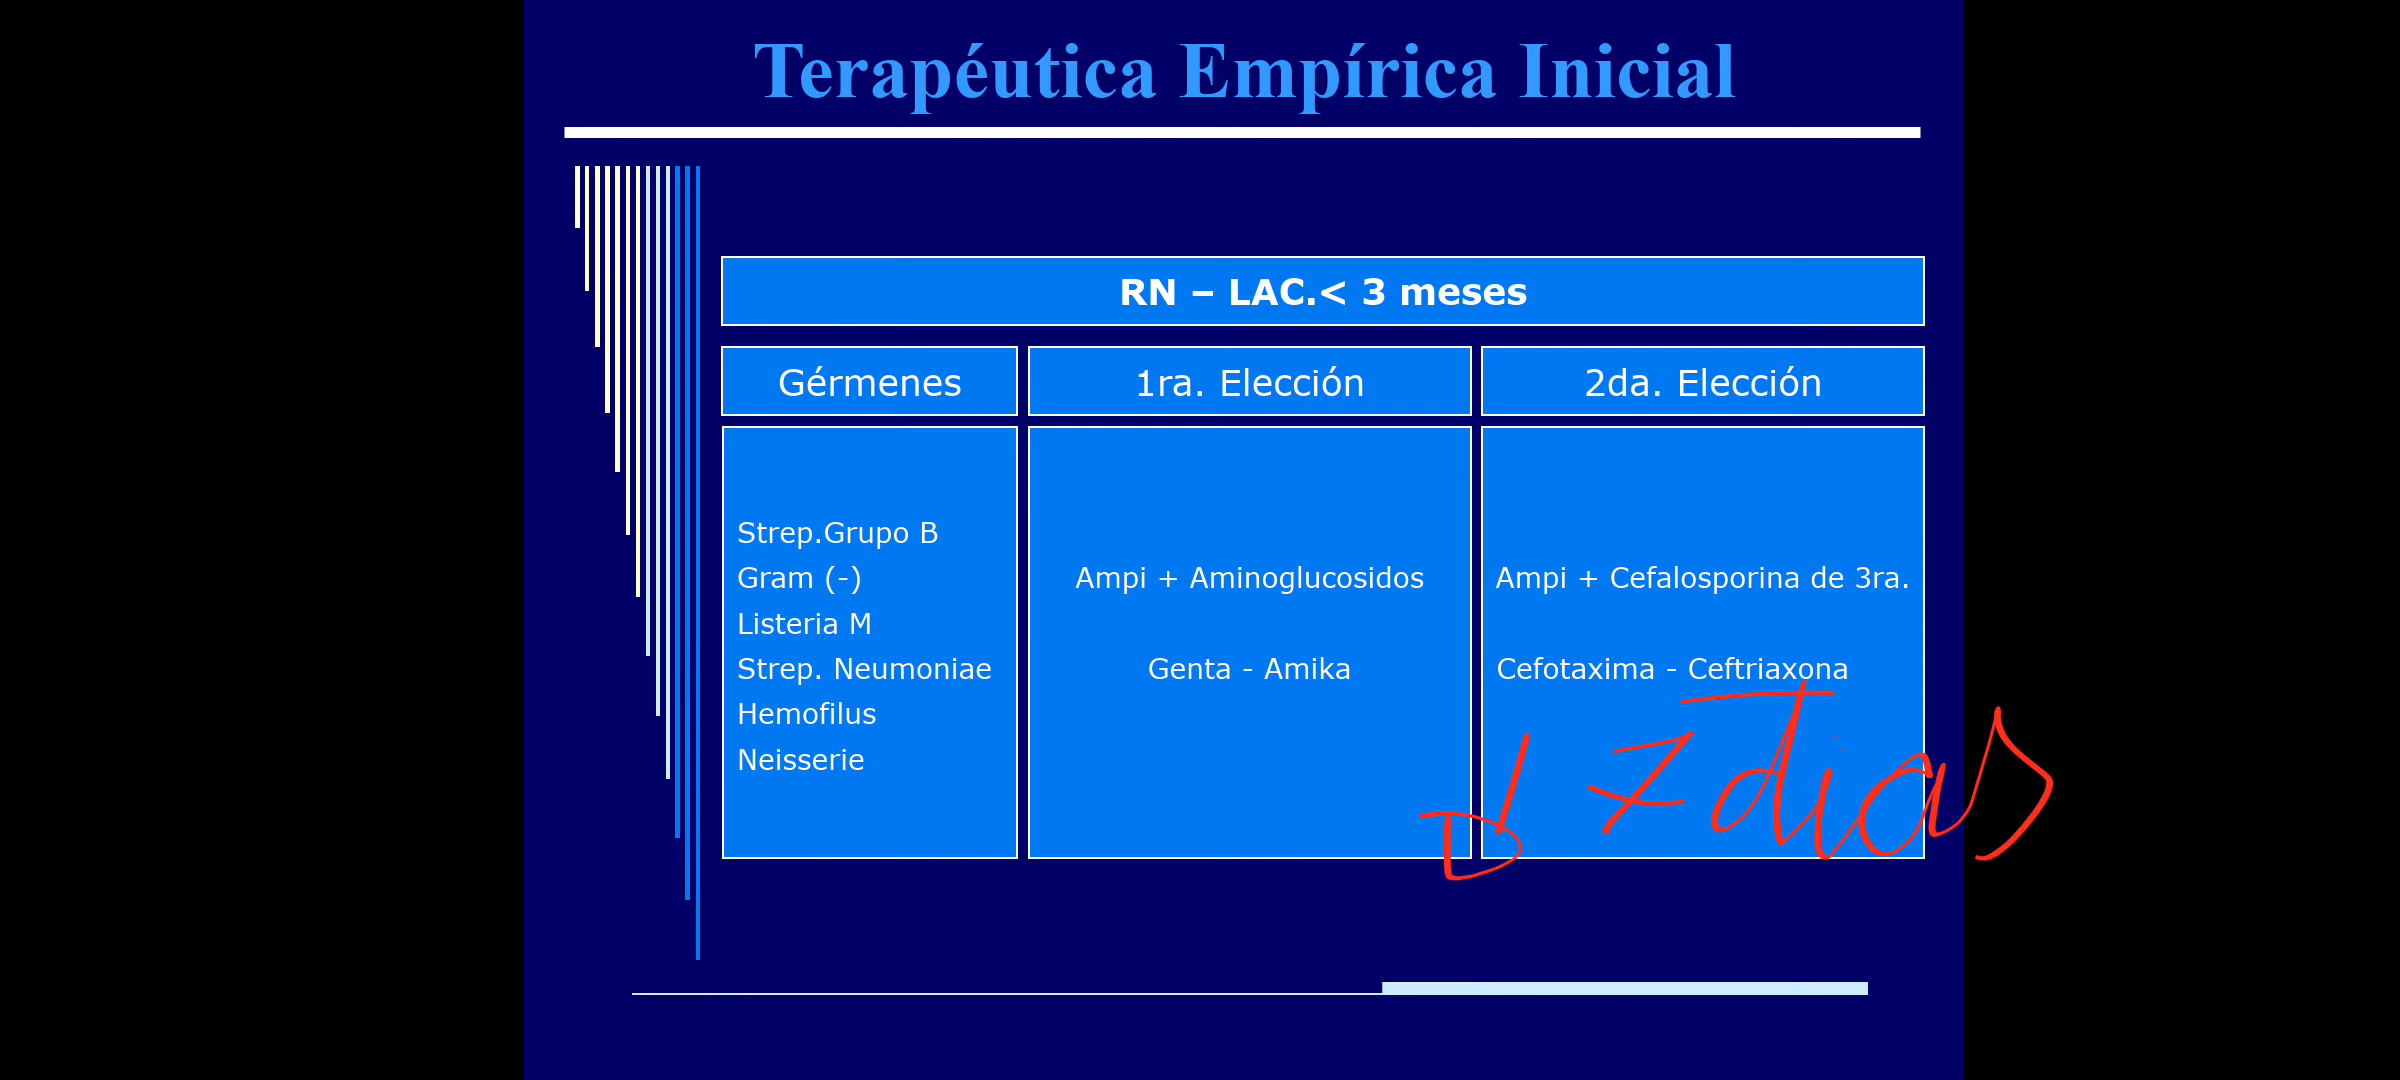 Terapéutica Empírica Inicial
RN – LAC.< 3 meses
Gérmenes
1ra. Elección
2da. Elección
Strep.Grupo B
Gram (-)
Listeria M
Strep. Neumoniae
Hemofilus
Neisserie
Ampi + Aminoglucosidos
Genta - Amika
Ampi + Cefalosporina de 3ra.
Cefotaxima - Ceftriaxona
7 dias